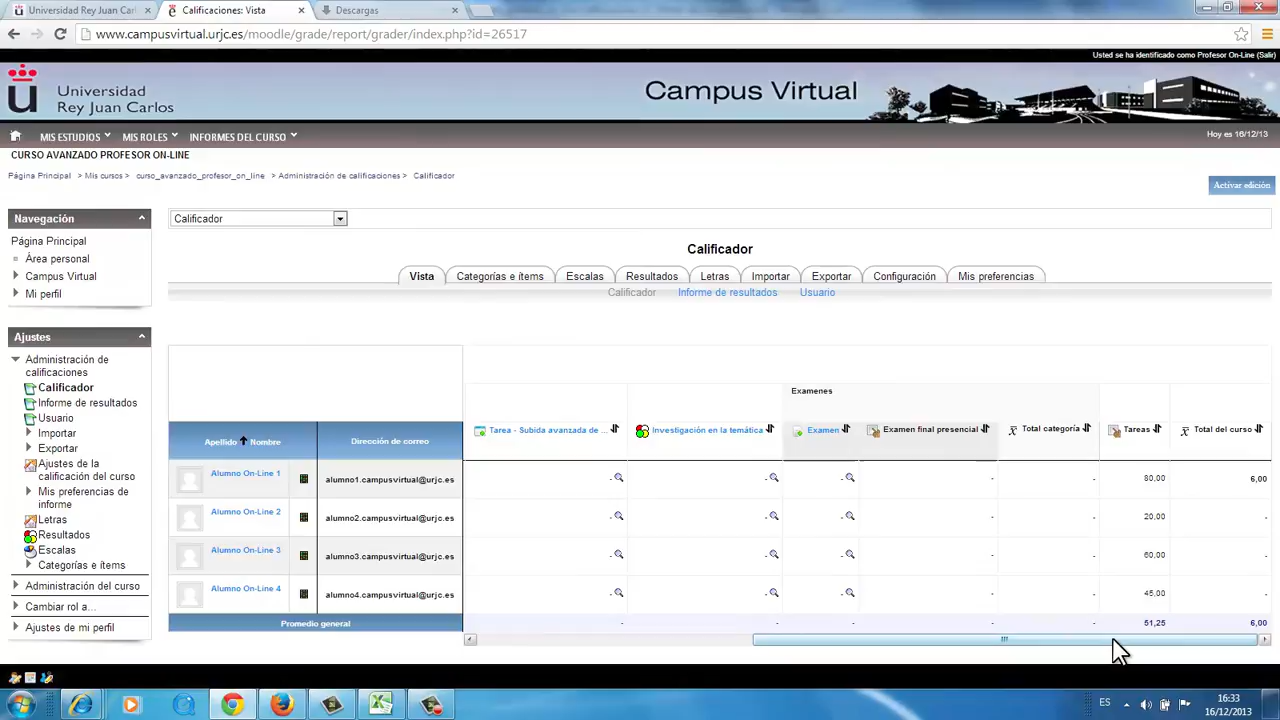 Universidad Rey Juan Carl
Calificaciones: Vista
Descargas
www.campusvirtual.urjc.es/moodle/grade/report/grader/index.php?id=26517
Usted se ha identificado como Profesor On-Line (Salir)
Universidad
Rey Juan Carlos
Campus Virtual
MIS ESTUDIOS
MIS ROLES
INFORMES DEL CURSO
Hoy es 16/12/13
CURSO AVANZADO PROFESOR ON-LINE
Página Principal > Mis cursos > curso_avanzado_profesor_on_line > Administración de calificaciones > Calificador
Activar edición
Navegación
Página Principal
Área personal
Campus Virtual
Mi perfil
Ajustes
Administración de
calificaciones
Calificador
Informe de resultados
Usuario
Importar
Exportar
Ajustes de la
calificación del curso
Mis preferencias de
informe
Letras
Resultados
Escalas
Categorías e ítems
Administración del curso
Cambiar rol a...
Ajustes de mi perfil
Calificador
Calificador
Vista
Categorías e ítems
Escalas
Resultados
Letras
Importar
Exportar
Configuración
Mis preferencias
Calificador
Informe de resultados
Usuario
Examenes
Apellido Nombre
Dirección de correo
Tarea - Subida avanzada de ...
Investigación en la temática
Examen
Examen final presencial
x̄ Total categoría
Tareas
x̄ Total del curso
Alumno On-Line 1 alumno1.campusvirtual@urjc.es - - - - - 80,00 6,00
Alumno On-Line 2 alumno2.campusvirtual@urjc.es - - - - - 20,00 -
Alumno On-Line 3 alumno3.campusvirtual@urjc.es - - - - - 60,00 -
Alumno On-Line 4 alumno4.campusvirtual@urjc.es - - - - - 45,00 -
Promedio general - - - - - 51,25 6,00
ES
16:33
16/12/2013